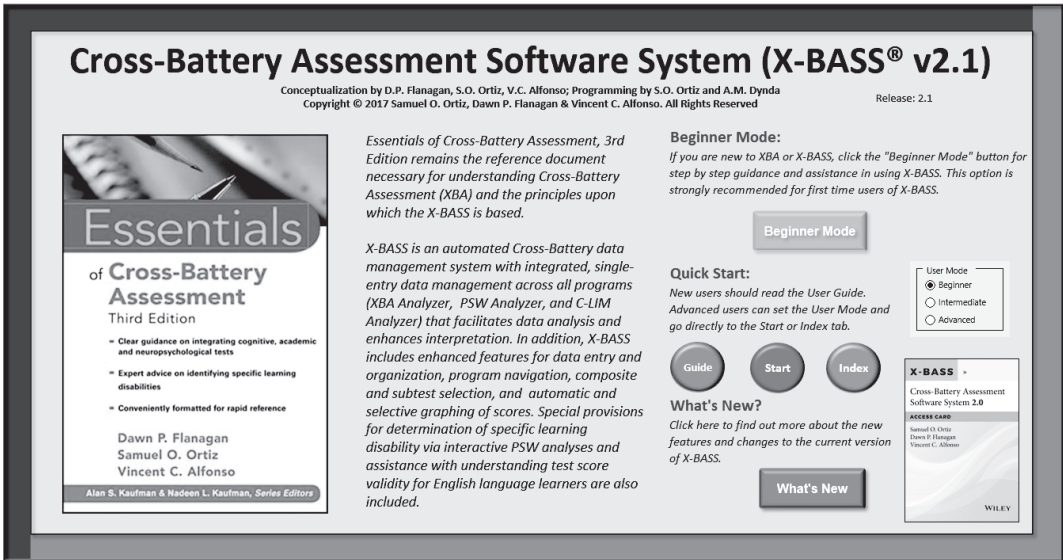 Cross-Battery Assessment Software System (X-BASS® v2.1)
Conceptualization by D.P. Flanagan, S.O. Ortiz, V.C. Alfonso; Programming by S.O. Ortiz and A.M. Dynda
Copyright © 2017 Samuel O. Ortiz, Dawn P. Flanagan & Vincent C. Alfonso. All Rights Reserved
Release: 2.1
Essentials
of Cross-Battery
Assessment
Third Edition
Clear guidance on integrating cognitive, academic
and neuropsychological tests
Expert advice on identifying specific learning
disabilities
Conveniently formatted for rapid reference
Dawn P. Flanagan
Samuel O. Ortiz
Vincent C. Alfonso
Alan S. Kaufman & Nadeen L. Kaufman, Series Editors
Essentials of Cross-Battery Assessment, 3rd
Edition remains the reference document
necessary for understanding Cross-Battery
Assessment (XBA) and the principles upon
which the X-BASS is based.
X-BASS is an automated Cross-Battery data
management system with integrated, single-
entry data management across all programs
(XBA Analyzer, PSW Analyzer, and C-LIM
Analyzer) that facilitates data analysis and
enhances interpretation. In addition, X-BASS
includes enhanced features for data entry and
organization, program navigation, composite
and subtest selection, and automatic and
selective graphing of scores. Special provisions
for determination of specific learning
disability via interactive PSW analyses and
assistance with understanding test score
validity for English language learners are also
included.
Beginner Mode:
If you are new to XBA or X-BASS, click the "Beginner Mode" button for
step by step guidance and assistance in using X-BASS. This option is
strongly recommended for first time users of X-BASS.
Beginner Mode
Quick Start:
New users should read the User Guide.
Advanced users can set the User Mode and
go directly to the Start or Index tab.
User Mode
Beginner
Intermediate
Advanced
Guide
Start
Index
What's New?
Click here to find out more about the new
features and changes to the current version
of X-BASS.
What's New
X-BASS
Cross-Battery Assessment
Software System 2.0
ACCESS CARD
Samuel O. Ortiz
Dawn P. Flanagan
Vincent C. Alfonso
WILEY